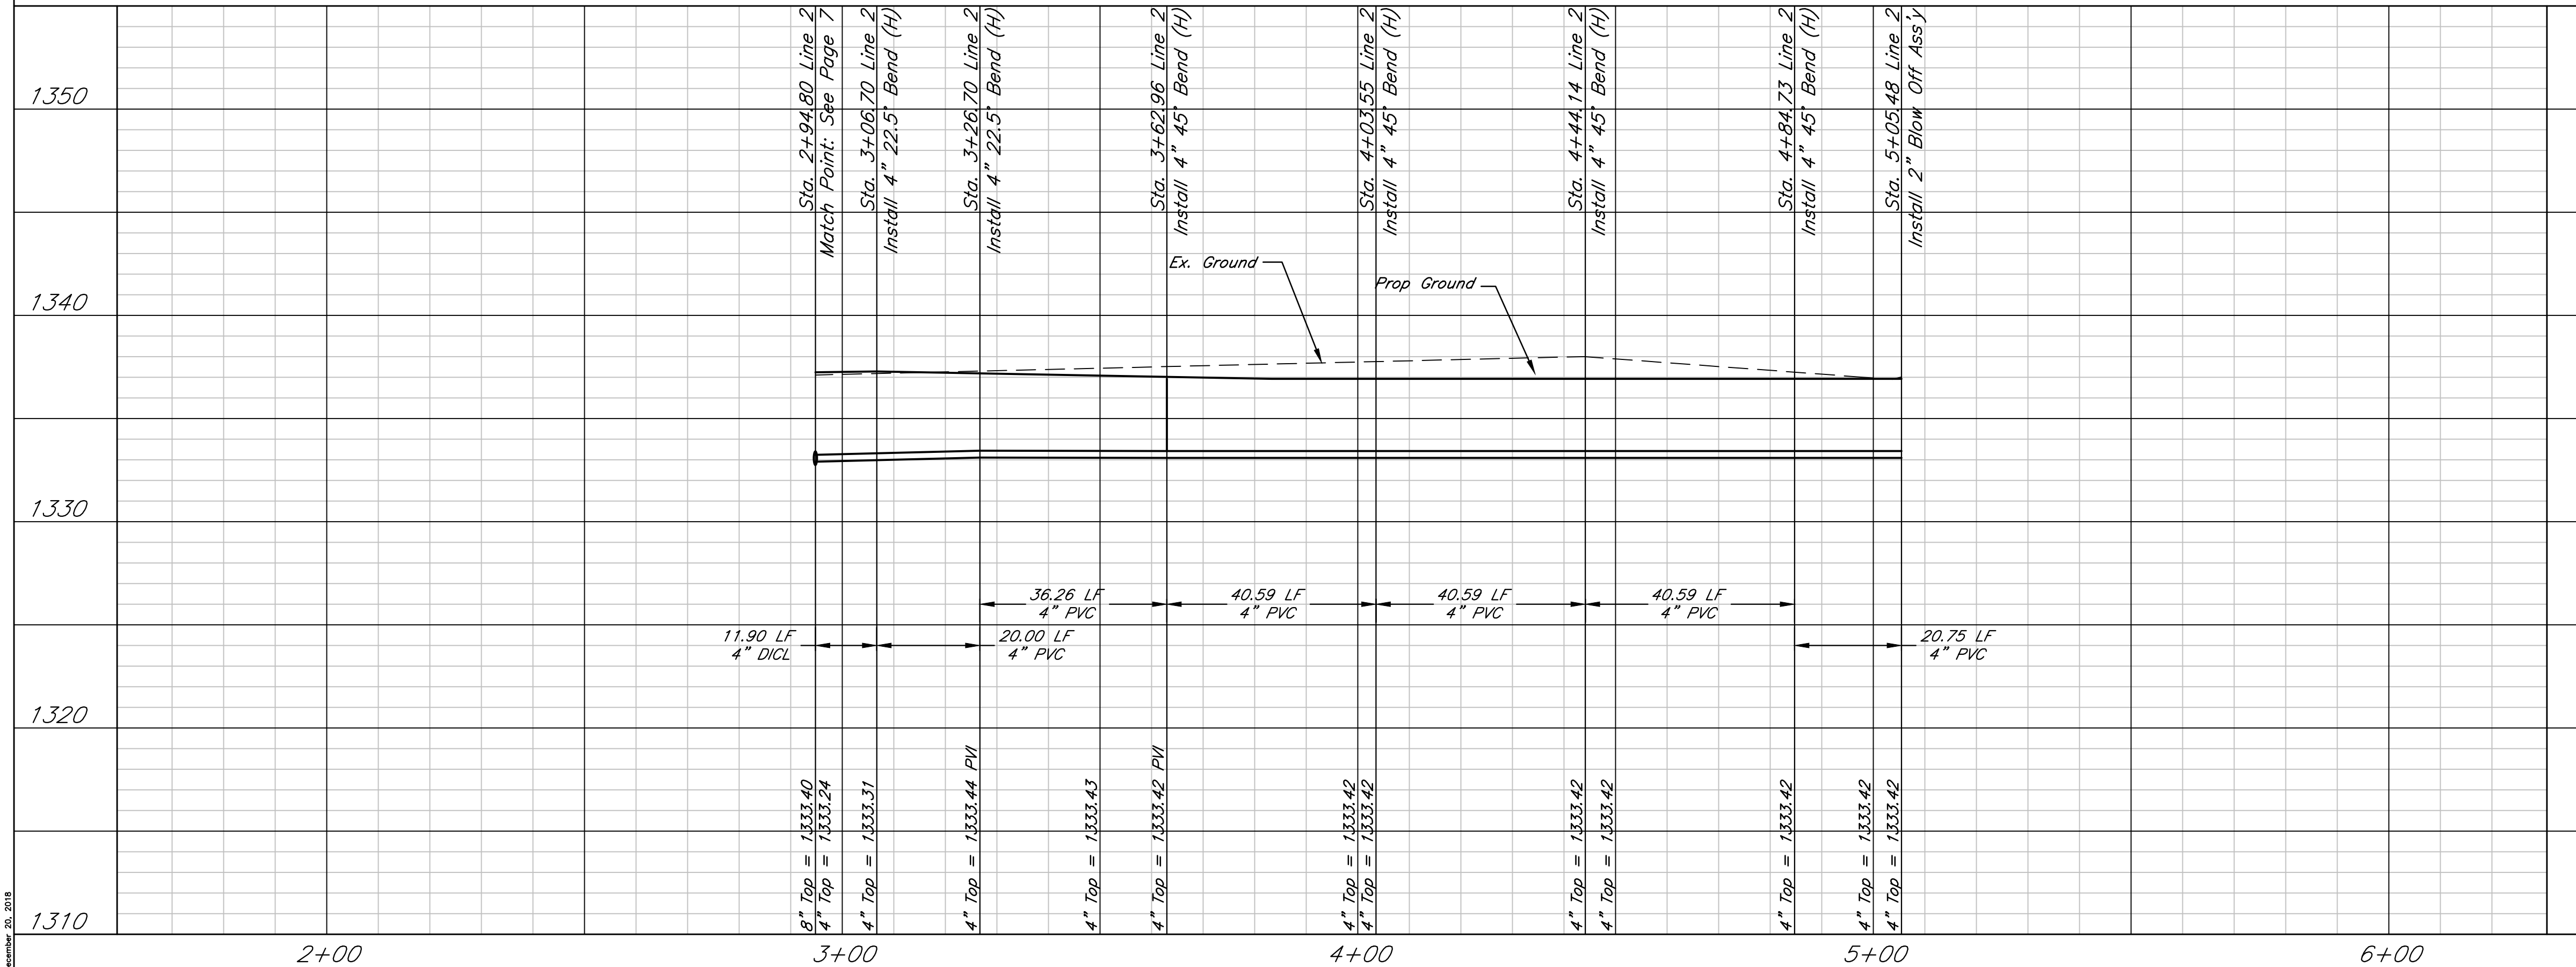 Sta. 2+94.80 Line 2
Match Point: See Page 7
Sta. 3+06.70 Line 2
Install 4" 22.5° Bend (H)
Sta. 3+26.70 Line 2
Install 4" 22.5° Bend (H)
Sta. 3+62.96 Line 2
Install 4" 45° Bend (H)
Sta. 4+03.55 Line 2
Install 4" 45° Bend (H)
Sta. 4+44.14 Line 2
Install 4" 45° Bend (H)
Sta. 4+84.73 Line 2
Install 4" 45° Bend (H)
Sta. 5+05.48 Line 2
Install 2" Blow Off Ass'y
1350
1340
1330
1320
1310
Ex. Ground
Prop Ground
36.26 LF
4" PVC
40.59 LF
4" PVC
40.59 LF
4" PVC
40.59 LF
4" PVC
11.90 LF
4" DICL
20.00 LF
4" PVC
20.75 LF
4" PVC
8" Top = 1333.40
4" Top = 1333.24
4" Top = 1333.31
4" Top = 1333.44 PVI
4" Top = 1333.43
4" Top = 1333.42 PVI
4" Top = 1333.42
4" Top = 1333.42
4" Top = 1333.42
4" Top = 1333.42
4" Top = 1333.42
4" Top = 1333.42
4" Top = 1333.42
2+00
3+00
4+00
5+00
6+00
ecember 20, 2018